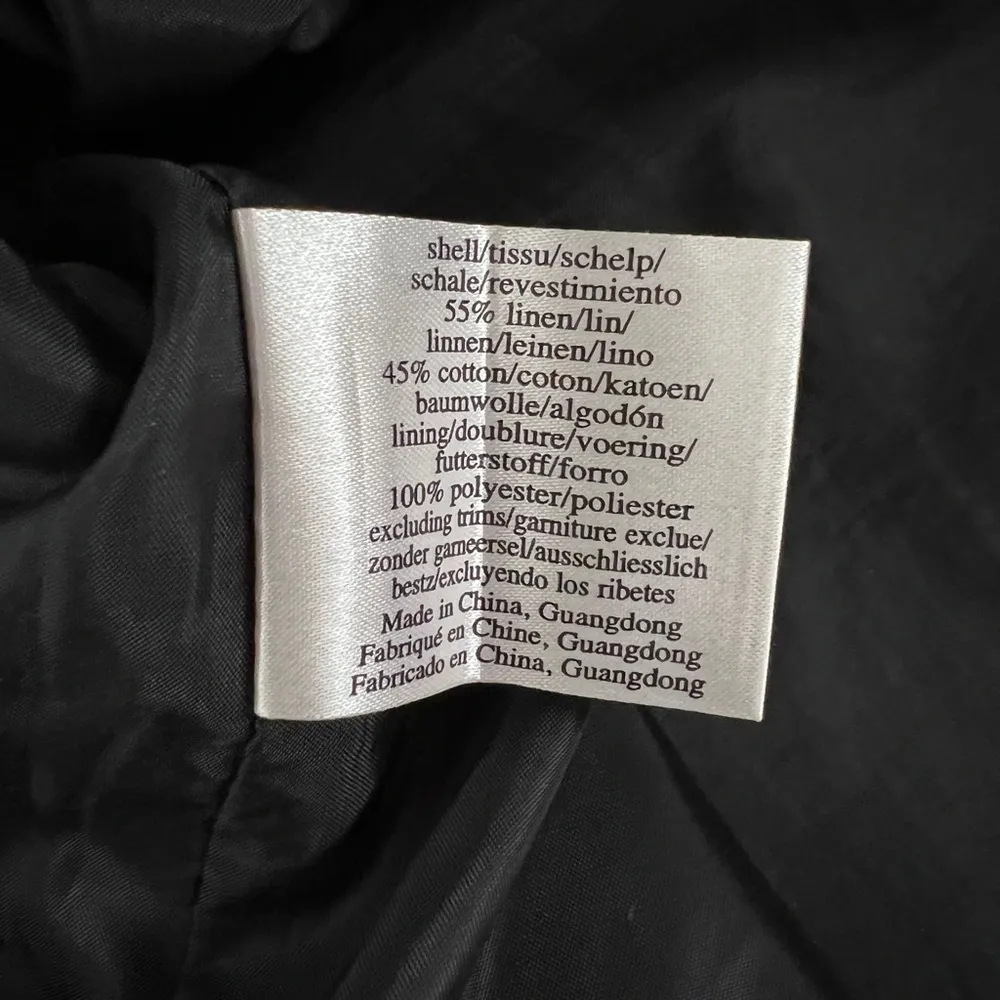 shell/tissu/schelp/
schale/revestimiento
55% linen/lin/
linnen/leinen/lino
45% cotton/coton/katoen/
baumwolle/algodón
lining/doublure/voering/
futterstoff/forro
100% polyester/poliester
excluding trims/garniture exclue/
zonder garneersel/ausschliesslich
bestz/excluyendo los ribetes
Made in China, Guangdong
Fabriqué en Chine, Guangdong
Fabricado en China, Guangdong